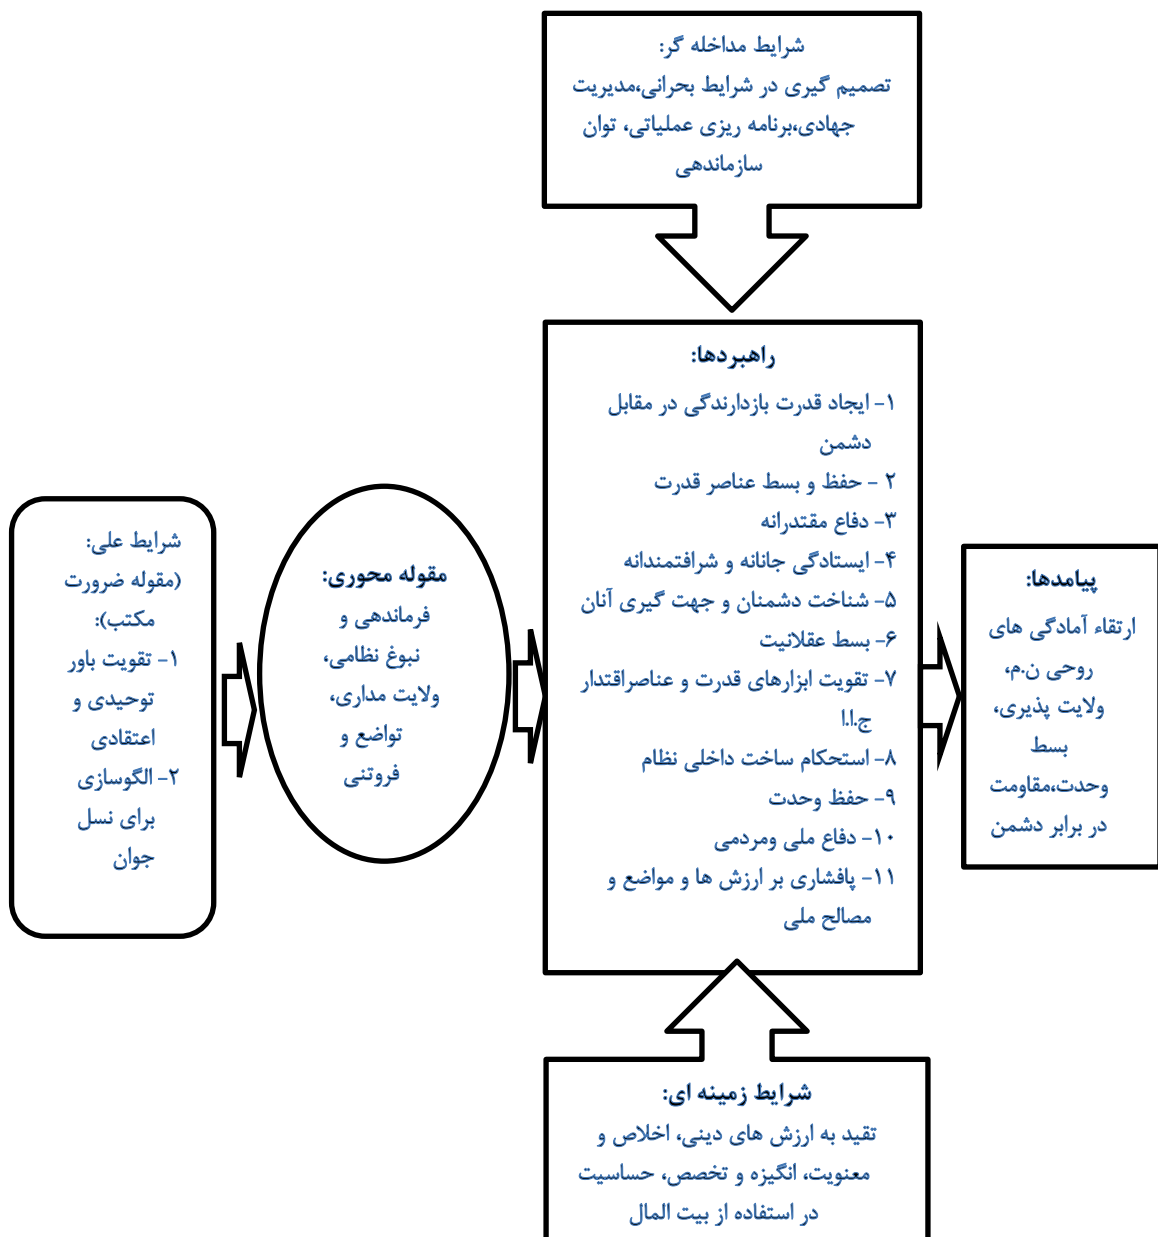 شرایط مداخله گر:
تصمیم گیری در شرایط بحرانی،مدیریت
جهادی،برنامه ریزی عملیاتی، توان
سازماندهی
راهبردها:
۱- ایجاد قدرت بازدارندگی در مقابل
دشمن
۲ - حفظ و بسط عناصر قدرت
۳- دفاع مقتدرانه
۴- ایستادگی جانانه و شرافتمندانه
۵- شناخت دشمنان و جهت گیری آنان
۶- بسط عقلانیت
۷- تقویت ابزارهای قدرت و عناصراقتدار
ج.ا.ا
۸- استحکام ساخت داخلی نظام
۹- حفظ وحدت
۱۰- دفاع ملی ومردمی
۱۱- پافشاری بر ارزش ها و مواضع و
مصالح ملی
شرایط علی:
(مقوله ضرورت
مکتب):
۱- تقویت باور
توحیدی و
اعتقادی
۲- الگوسازی
برای نسل
جوان
مقوله محوری:
فرماندهی و
نبوغ نظامی،
ولایت مداری،
تواضع و
فروتنی
پیامدها:
ارتقاء آمادگی های
روحی ن.م،
ولایت پذیری،
بسط
وحدت،مقاومت
در برابر دشمن
شرایط زمینه ای:
تقید به ارزش های دینی، اخلاص و
معنویت، انگیزه و تخصص، حساسیت
در استفاده از بیت المال